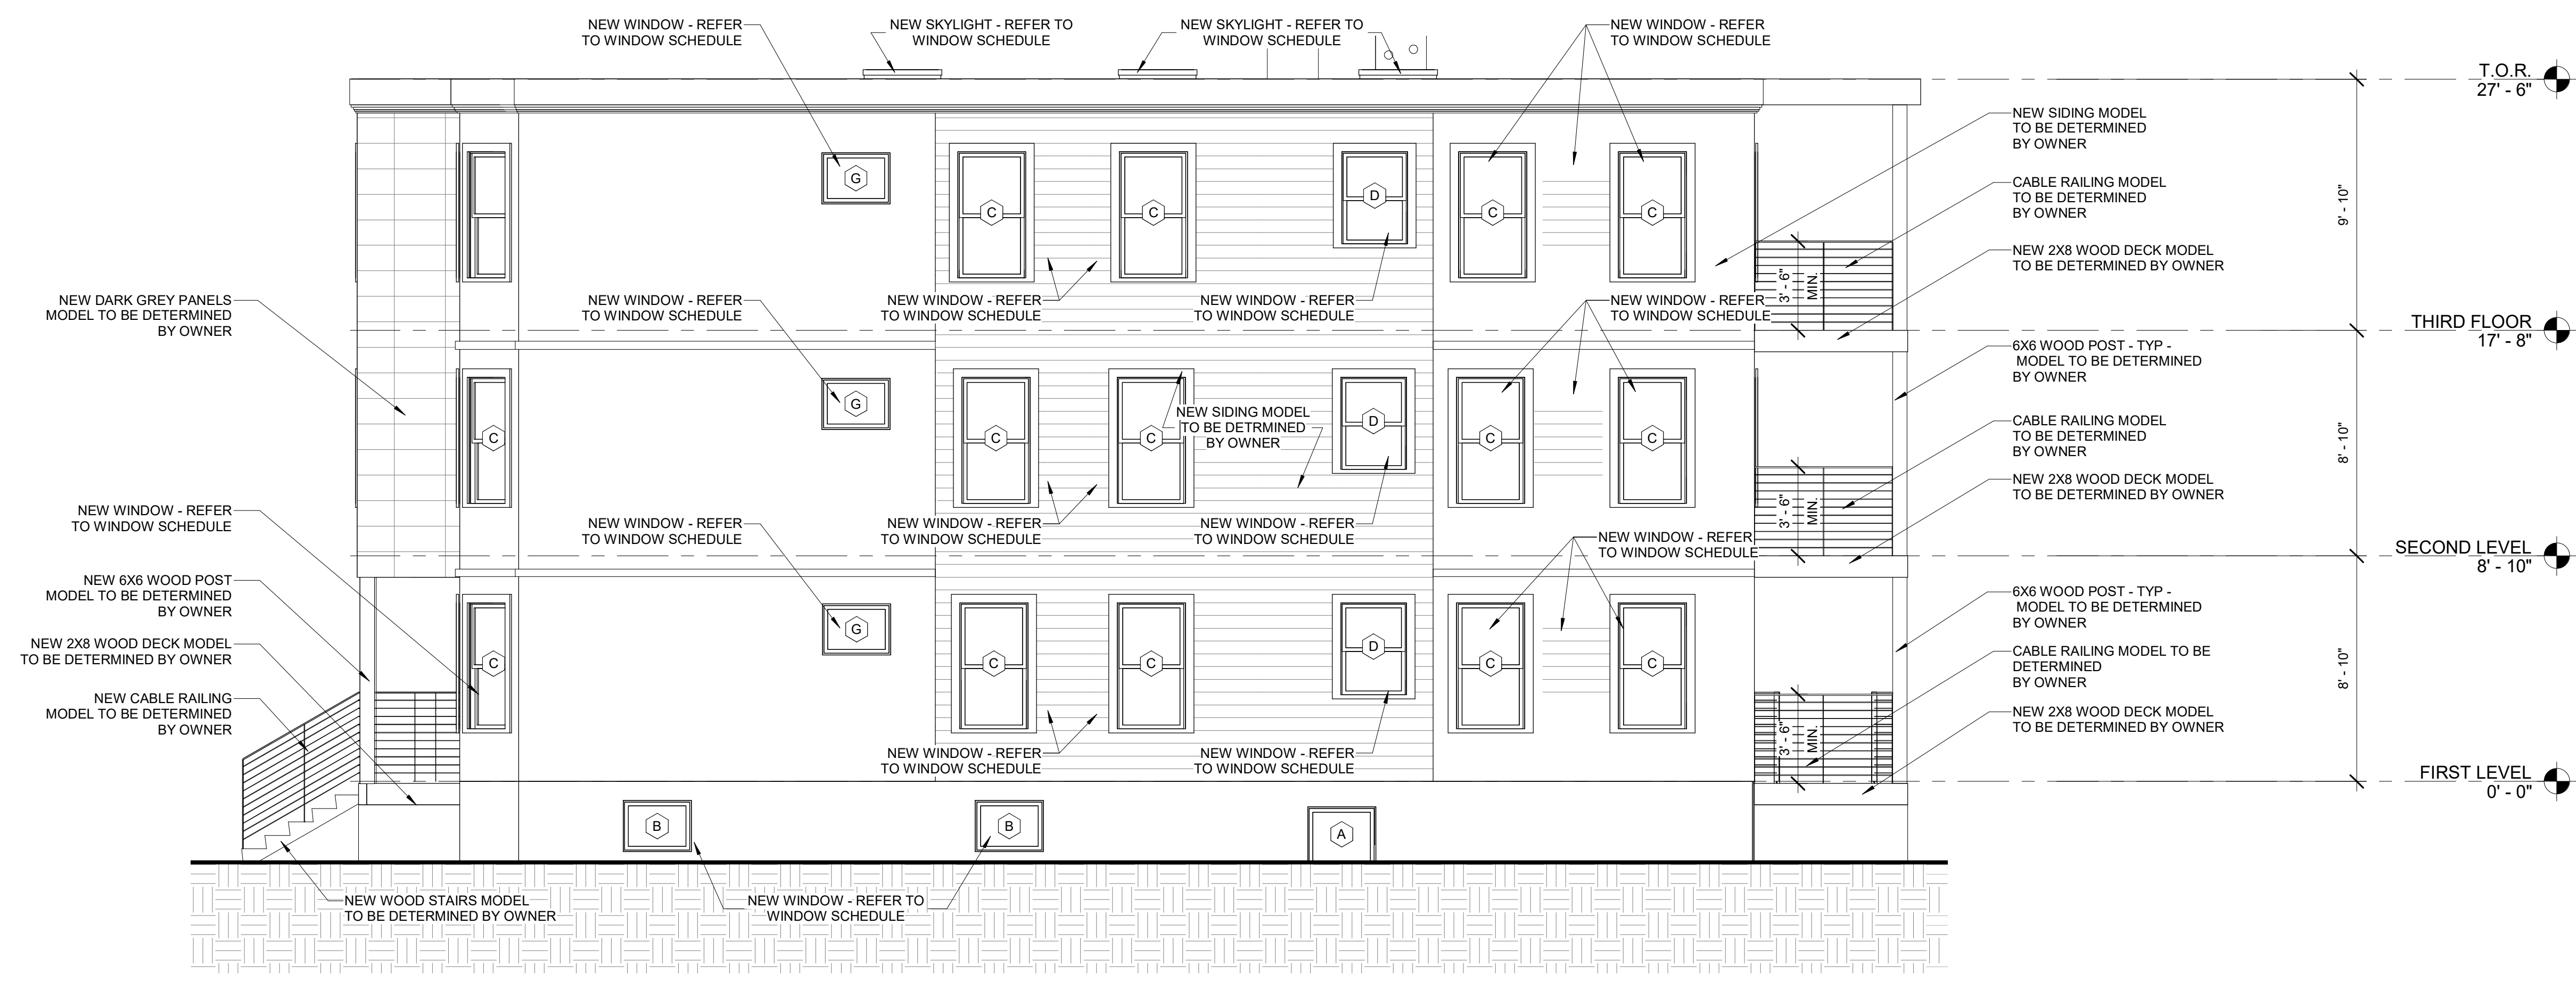 NEW WINDOW - REFER
TO WINDOW SCHEDULE
NEW SKYLIGHT - REFER TO
WINDOW SCHEDULE
NEW SKYLIGHT - REFER TO
WINDOW SCHEDULE
NEW WINDOW - REFER
TO WINDOW SCHEDULE
T.O.R.
27' - 6"
NEW SIDING MODEL
TO BE DETERMINED
BY OWNER
G
C
C
D
C
C
CABLE RAILING MODEL
TO BE DETERMINED
BY OWNER
9' - 10"
NEW 2X8 WOOD DECK MODEL
TO BE DETERMINED BY OWNER
3' - 6"
MIN.
NEW DARK GREY PANELS
MODEL TO BE DETERMINED
BY OWNER
NEW WINDOW - REFER
TO WINDOW SCHEDULE
NEW WINDOW - REFER
TO WINDOW SCHEDULE
NEW WINDOW - REFER
TO WINDOW SCHEDULE
NEW WINDOW - REFER
TO WINDOW SCHEDULE
THIRD FLOOR
17' - 8"
6X6 WOOD POST - TYP -
MODEL TO BE DETERMINED
BY OWNER
G
C
C
C
D
C
C
NEW SIDING MODEL
TO BE DETRMINED
BY OWNER
CABLE RAILING MODEL
TO BE DETERMINED
BY OWNER
8' - 10"
NEW 2X8 WOOD DECK MODEL
TO BE DETERMINED BY OWNER
3' - 6"
MIN.
NEW WINDOW - REFER
TO WINDOW SCHEDULE
NEW WINDOW - REFER
TO WINDOW SCHEDULE
NEW WINDOW - REFER
TO WINDOW SCHEDULE
NEW WINDOW - REFER
TO WINDOW SCHEDULE
NEW WINDOW - REFER
TO WINDOW SCHEDULE
SECOND LEVEL
8' - 10"
NEW 6X6 WOOD POST
MODEL TO BE DETERMINED
BY OWNER
6X6 WOOD POST - TYP -
MODEL TO BE DETERMINED
BY OWNER
G
C
C
C
D
C
C
NEW 2X8 WOOD DECK MODEL
TO BE DETERMINED BY OWNER
CABLE RAILING MODEL TO BE
DETERMINED
BY OWNER
8' - 10"
NEW CABLE RAILING
MODEL TO BE DETERMINED
BY OWNER
NEW 2X8 WOOD DECK MODEL
TO BE DETERMINED BY OWNER
3' - 6"
MIN.
NEW WINDOW - REFER
TO WINDOW SCHEDULE
NEW WINDOW - REFER
TO WINDOW SCHEDULE
FIRST LEVEL
0' - 0"
B
B
A
NEW WOOD STAIRS MODEL
TO BE DETERMINED BY OWNER
NEW WINDOW - REFER TO
WINDOW SCHEDULE